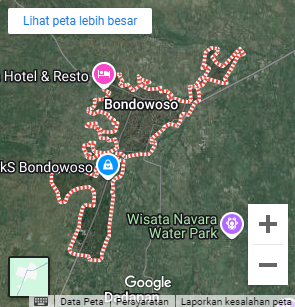 Lihat peta lebih besar
Hotel & Resto
Bondowoso
kS Bondowoso
Wisata Navara
Water Park
+
−
Google
Dadapan
Data Peta
Persyaratan
Laporkan kesalahan peta